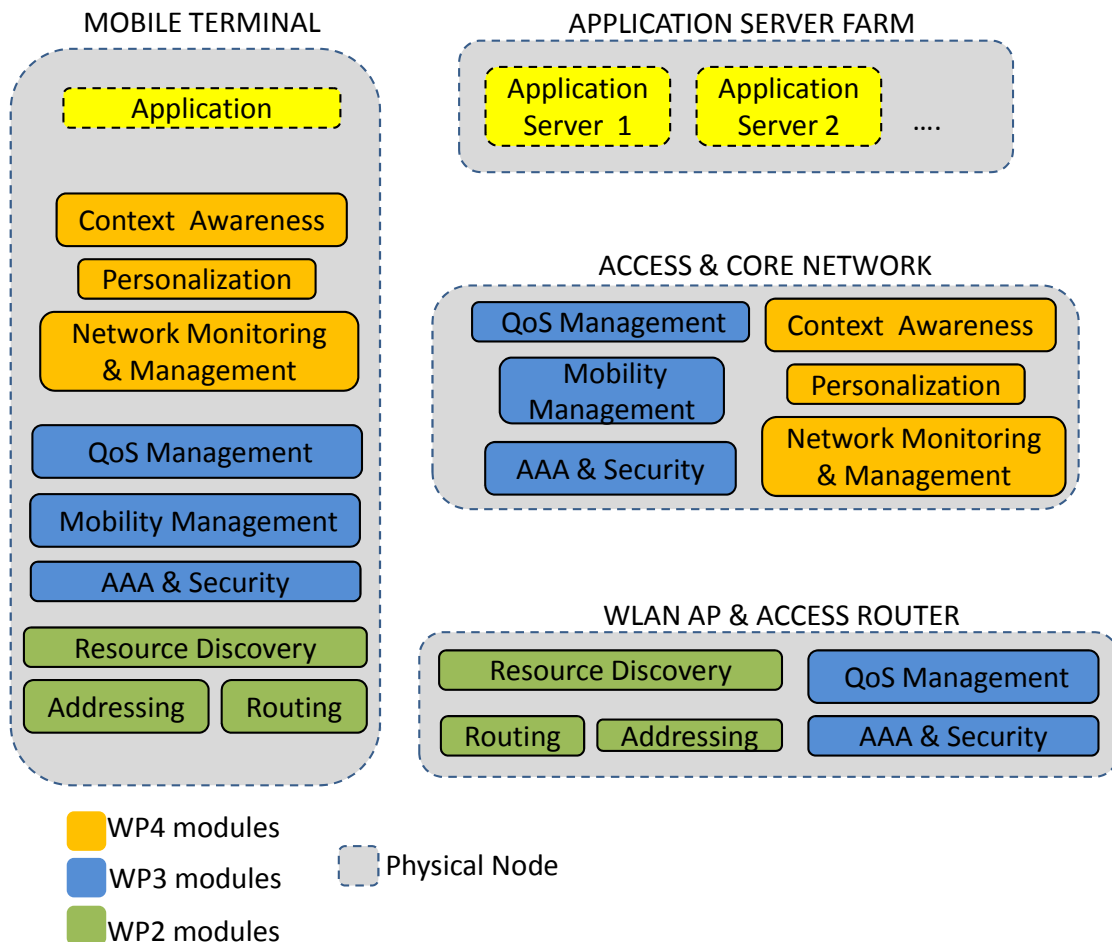 MOBILE TERMINAL
Application
Context Awareness
Personalization
Network Monitoring
& Management
QoS Management
Mobility Management
AAA & Security
Resource Discovery
Addressing
Routing
APPLICATION SERVER FARM
Application
Server 1
Application
Server 2
....
ACCESS & CORE NETWORK
QoS Management
Mobility
Management
AAA & Security
Context Awareness
Personalization
Network Monitoring
& Management
WLAN AP & ACCESS ROUTER
Resource Discovery
Routing
Addressing
QoS Management
AAA & Security
WP4 modules
WP3 modules
WP2 modules
Physical Node